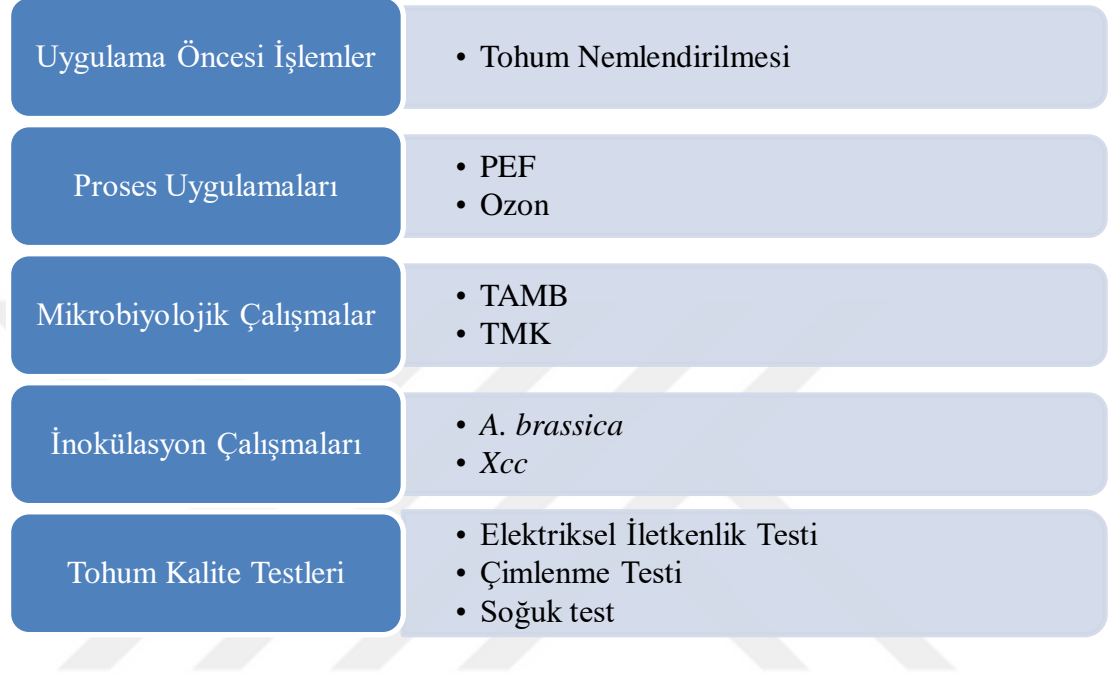 Uygulama Öncesi İşlemler
• Tohum Nemlendirilmesi
Proses Uygulamaları
• PEF
• Ozon
Mikrobiyolojik Çalışmalar
• TAMB
• TMK
İnokülasyon Çalışmaları
• A. brassica
• Xcc
Tohum Kalite Testleri
• Elektriksel İletkenlik Testi
• Çimlenme Testi
• Soğuk test